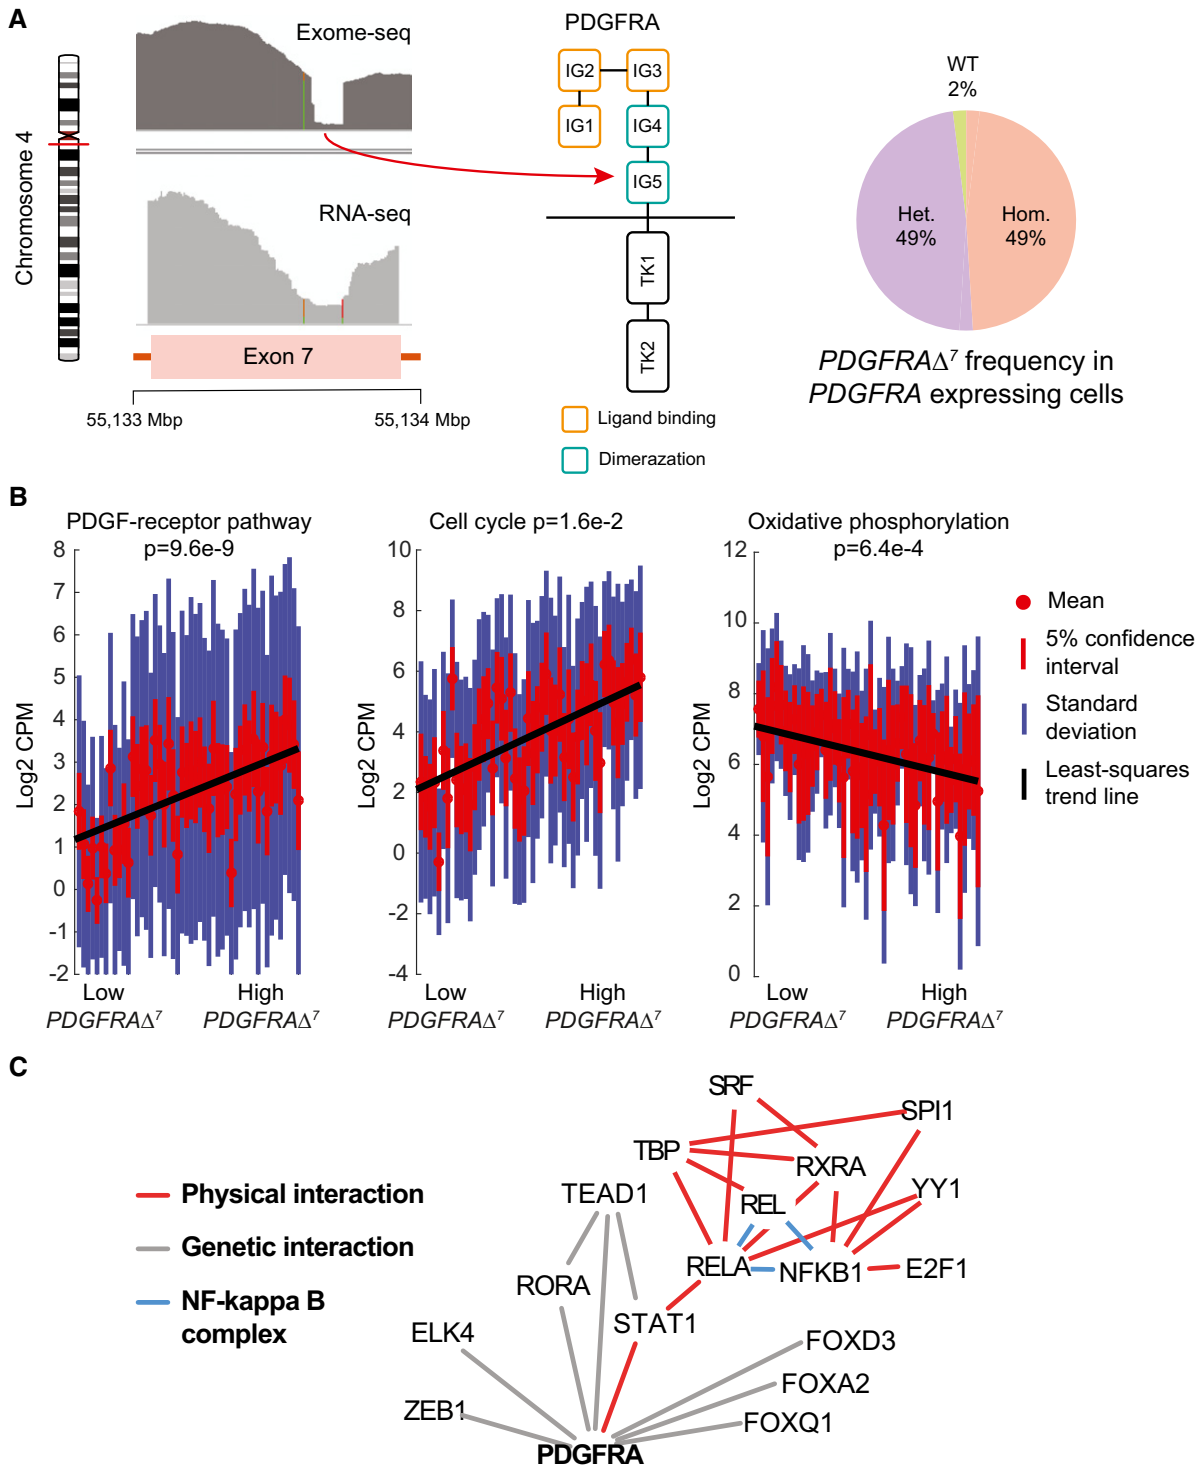 A
Chromosome 4
Exome-seq
RNA-seq
Exon 7
55,133 Mbp
55,134 Mbp
PDGFRA
IG2
IG3
IG1
IG4
IG5
TK1
TK2
Ligand binding
Dimerazation
WT
2%
Het.
49%
Hom.
49%
PDGFRAΔ⁷ frequency in
PDGFRA expressing cells
B
PDGF-receptor pathway
p=9.6e-9
Log2 CPM
8
7
6
5
4
3
2
1
0
-1
-2
Low
PDGFRAΔ⁷
High
PDGFRAΔ⁷
Cell cycle p=1.6e-2
Log2 CPM
10
8
6
4
2
0
-2
-4
Low
PDGFRAΔ⁷
High
PDGFRAΔ⁷
Oxidative phosphorylation
p=6.4e-4
Log2 CPM
12
10
8
6
4
2
0
Low
PDGFRAΔ⁷
High
PDGFRAΔ⁷
Mean
5% confidence
interval
Standard
deviation
Least-squares
trend line
C
Physical interaction
Genetic interaction
NF-kappa B
complex
SRF
SPI1
TBP
RXRA
TEAD1
REL
YY1
RELA
NFKB1
E2F1
RORA
STAT1
ELK4
FOXD3
FOXA2
ZEB1
FOXQ1
PDGFRA